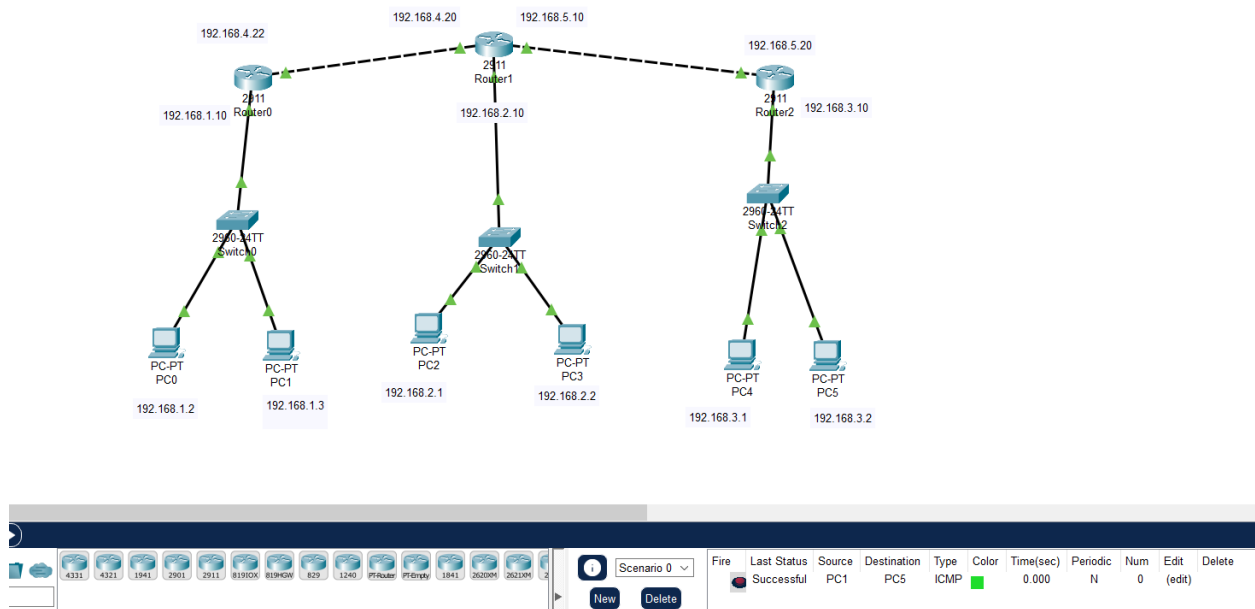 192.168.4.20
192.168.5.10
192.168.4.22
192.168.5.20
2911
Router1
2911
Router0
2911
Router2
192.168.1.10
192.168.2.10
192.168.3.10
2960-24TT
Switch0
2960-24TT
Switch1
2960-24TT
Switch2
PC-PT
PC0
PC-PT
PC1
PC-PT
PC2
PC-PT
PC3
PC-PT
PC4
PC-PT
PC5
192.168.1.2
192.168.1.3
192.168.2.1
192.168.2.2
192.168.3.1
192.168.3.2
4331 4321 1941 2901 2911 819IOX 819HGW 829 1240 PT-Router PT-Empty 1841 2620XM 2621XM 2
Scenario 0
New Delete
Fire Last Status Source Destination Type Color Time(sec) Periodic Num Edit Delete
Successful PC1 PC5 ICMP 0.000 N 0 (edit)